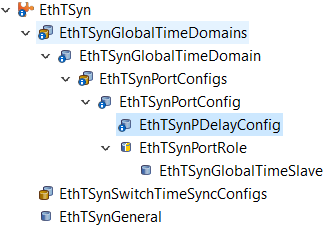 EthTSyn
EthTSynGlobalTimeDomains
EthTSynGlobalTimeDomain
EthTSynPortConfigs
EthTSynPortConfig
EthTSynPDelayConfig
EthTSynPortRole
EthTSynGlobalTimeSlave
EthTSynSwitchTimeSyncConfigs
EthTSynGeneral